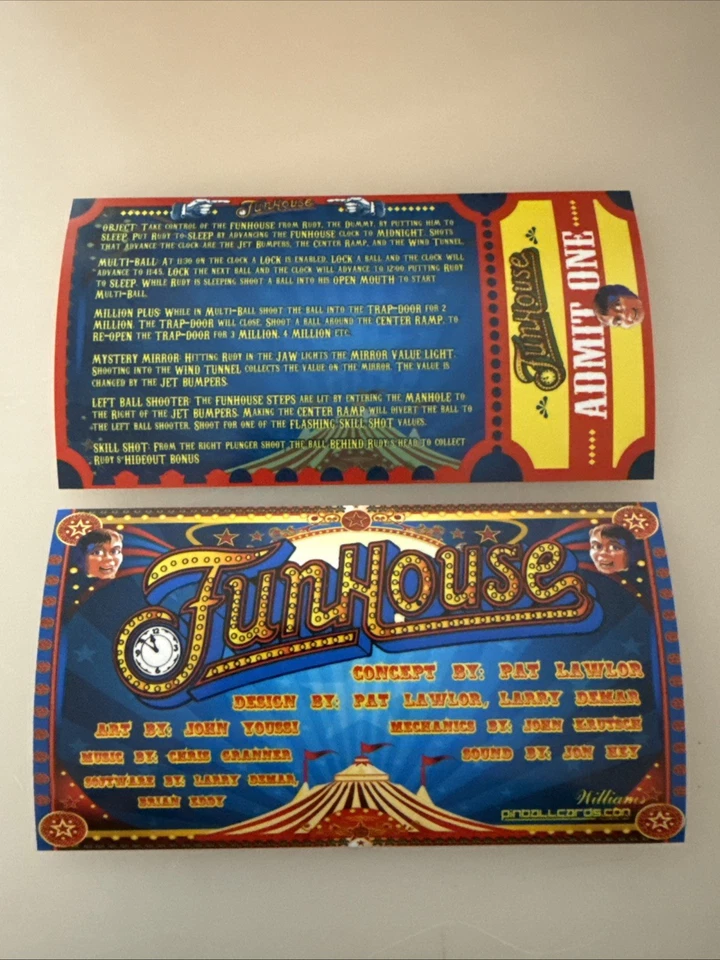 FUNHOUSE
OBJECT: TAKE CONTROL OF THE FUNHOUSE FROM RUDY, THE DUMMY, BY PUTTING HIM TO
SLEEP. PUT RUDY TO SLEEP BY ADVANCING THE FUNHOUSE CLOCK TO MIDNIGHT. SHOTS
THAT ADVANCE THE CLOCK ARE THE JET BUMPERS, THE CENTER RAMP, AND THE WIND TUNNEL.
MULTI-BALL: AT 11:30 ON THE CLOCK A LOCK IS ENABLED. LOCK A BALL AND THE CLOCK WILL
ADVANCE TO 11:45. LOCK THE NEXT BALL AND THE CLOCK WILL ADVANCE TO 12:00 PUTTING RUDY
TO SLEEP. WHILE RUDY IS SLEEPING SHOOT A BALL INTO HIS OPEN MOUTH TO START
MULTI-BALL.
MILLION PLUS: WHILE IN MULTI-BALL SHOOT THE BALL INTO THE TRAP-DOOR FOR 2
MILLION. THE TRAP-DOOR WILL CLOSE. SHOOT A BALL AROUND THE CENTER RAMP, TO
RE-OPEN THE TRAP-DOOR FOR 3 MILLION, 4 MILLION ETC.
MYSTERY MIRROR: HITTING RUDY IN THE JAW LIGHTS THE MIRROR VALUE LIGHT.
SHOOTING INTO THE WIND TUNNEL COLLECTS THE VALUE ON THE MIRROR. THE VALUE IS
CHANGED BY THE JET BUMPERS.
LEFT BALL SHOOTER: THE FUNHOUSE STEPS ARE LIT BY ENTERING THE MANHOLE TO
THE RIGHT OF THE JET BUMPERS. MAKING THE CENTER RAMP WILL DIVERT THE BALL TO
THE LEFT BALL SHOOTER. SHOOT FOR ONE OF THE FLASHING SKILL SHOT VALUES.
SKILL SHOT: FROM THE RIGHT PLUNGER SHOOT THE BALL BEHIND RUDY'S HEAD TO COLLECT
RUDY'S HIDEOUT BONUS
FUNHOUSE
ADMIT ONE
FUNHOUSE
CONCEPT BY: PAT LAWLOR
DESIGN BY: PAT LAWLOR, LARRY DEMAR
ART BY: JOHN YOUSSI
MECHANICS BY: JOHN KRUTSCH
MUSIC BY: CHRIS GRANNER
SOUND BY: JON HEY
SOFTWARE BY: LARRY DEMAR,
BRIAN EDDY
Williams
pinballcards.com